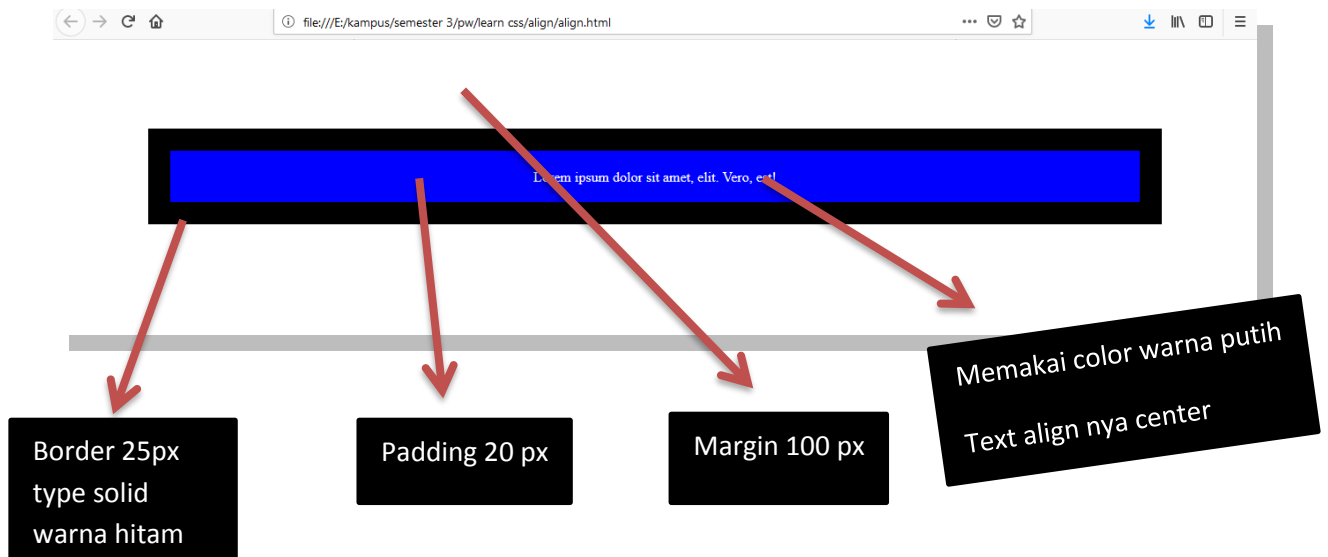 file:///E:/kampus/semester 3/pw/learn css/align/align.html
Lorem ipsum dolor sit amet, elit. Vero, est!
Border 25px
type solid
warna hitam
Padding 20 px
Margin 100 px
Memakai color warna putih
Text align nya center